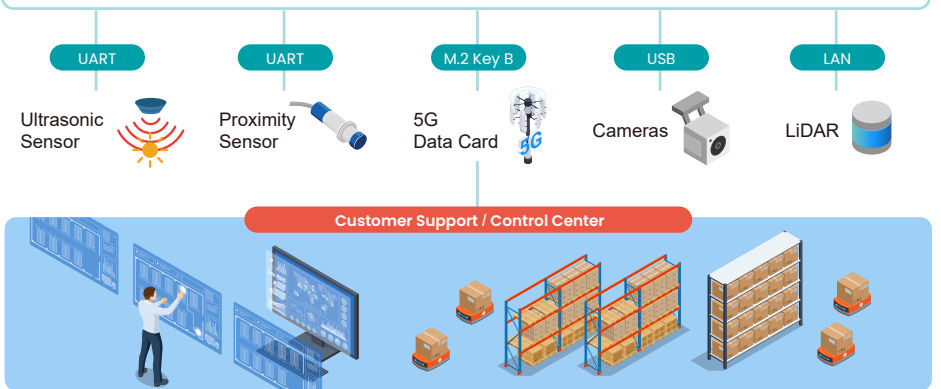 UART
UART
M.2 Key B
USB
LAN
Ultrasonic
Sensor
Proximity
Sensor
5G
Data Card
5G
Cameras
LiDAR
Customer Support / Control Center